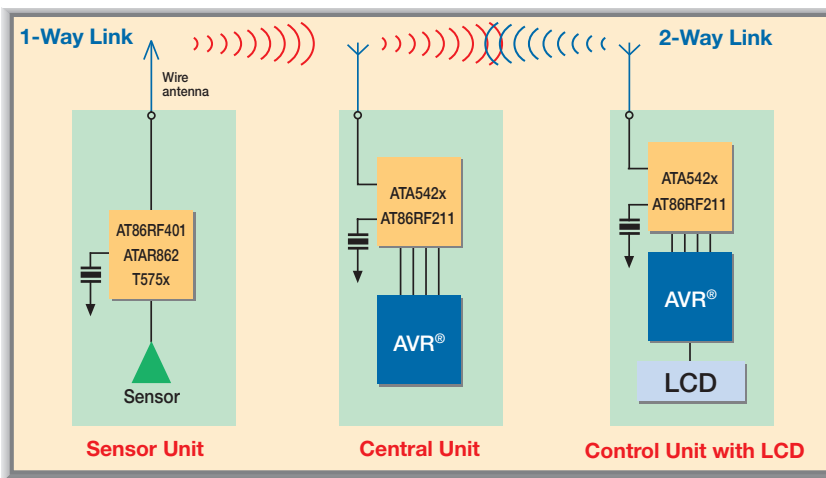 1-Way Link
2-Way Link
Wire
antenna
AT86RF401
ATAR862
T575x
Sensor
Sensor Unit
ATA542x
AT86RF211
AVR®
Central Unit
ATA542x
AT86RF211
AVR®
LCD
Control Unit with LCD